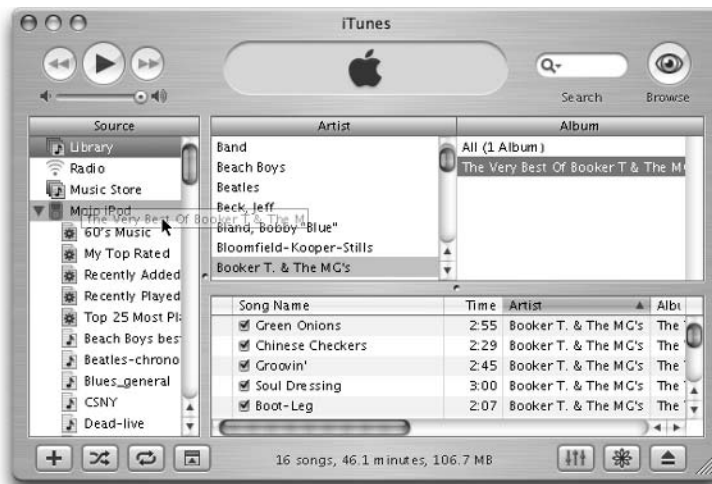 iTunes
Search
Browse
Source
Library
Radio
Music Store
Mojo iPod
60's Music
My Top Rated
Recently Added
Recently Played
Top 25 Most Pl
Beach Boys bes
Beatles-chrono
Blues_general
CSNY
Dead-live
The Very Best Of Booker T & The M
Artist
Band
Beach Boys
Beatles
Beck, Jeff
Bland, Bobby "Blue"
Bloomfield-Kooper-Stills
Booker T. & The MG's
Album
All (1 Album)
The Very Best Of Booker T & The M
Song Name Time Artist Albu
Green Onions 2:55 Booker T. & The MG's The
Chinese Checkers 2:29 Booker T. & The MG's The
Groovin' 2:45 Booker T. & The MG's The
Soul Dressing 3:00 Booker T. & The MG's The
Boot-Leg 2:07 Booker T. & The MG's The
16 songs, 46.1 minutes, 106.7 MB